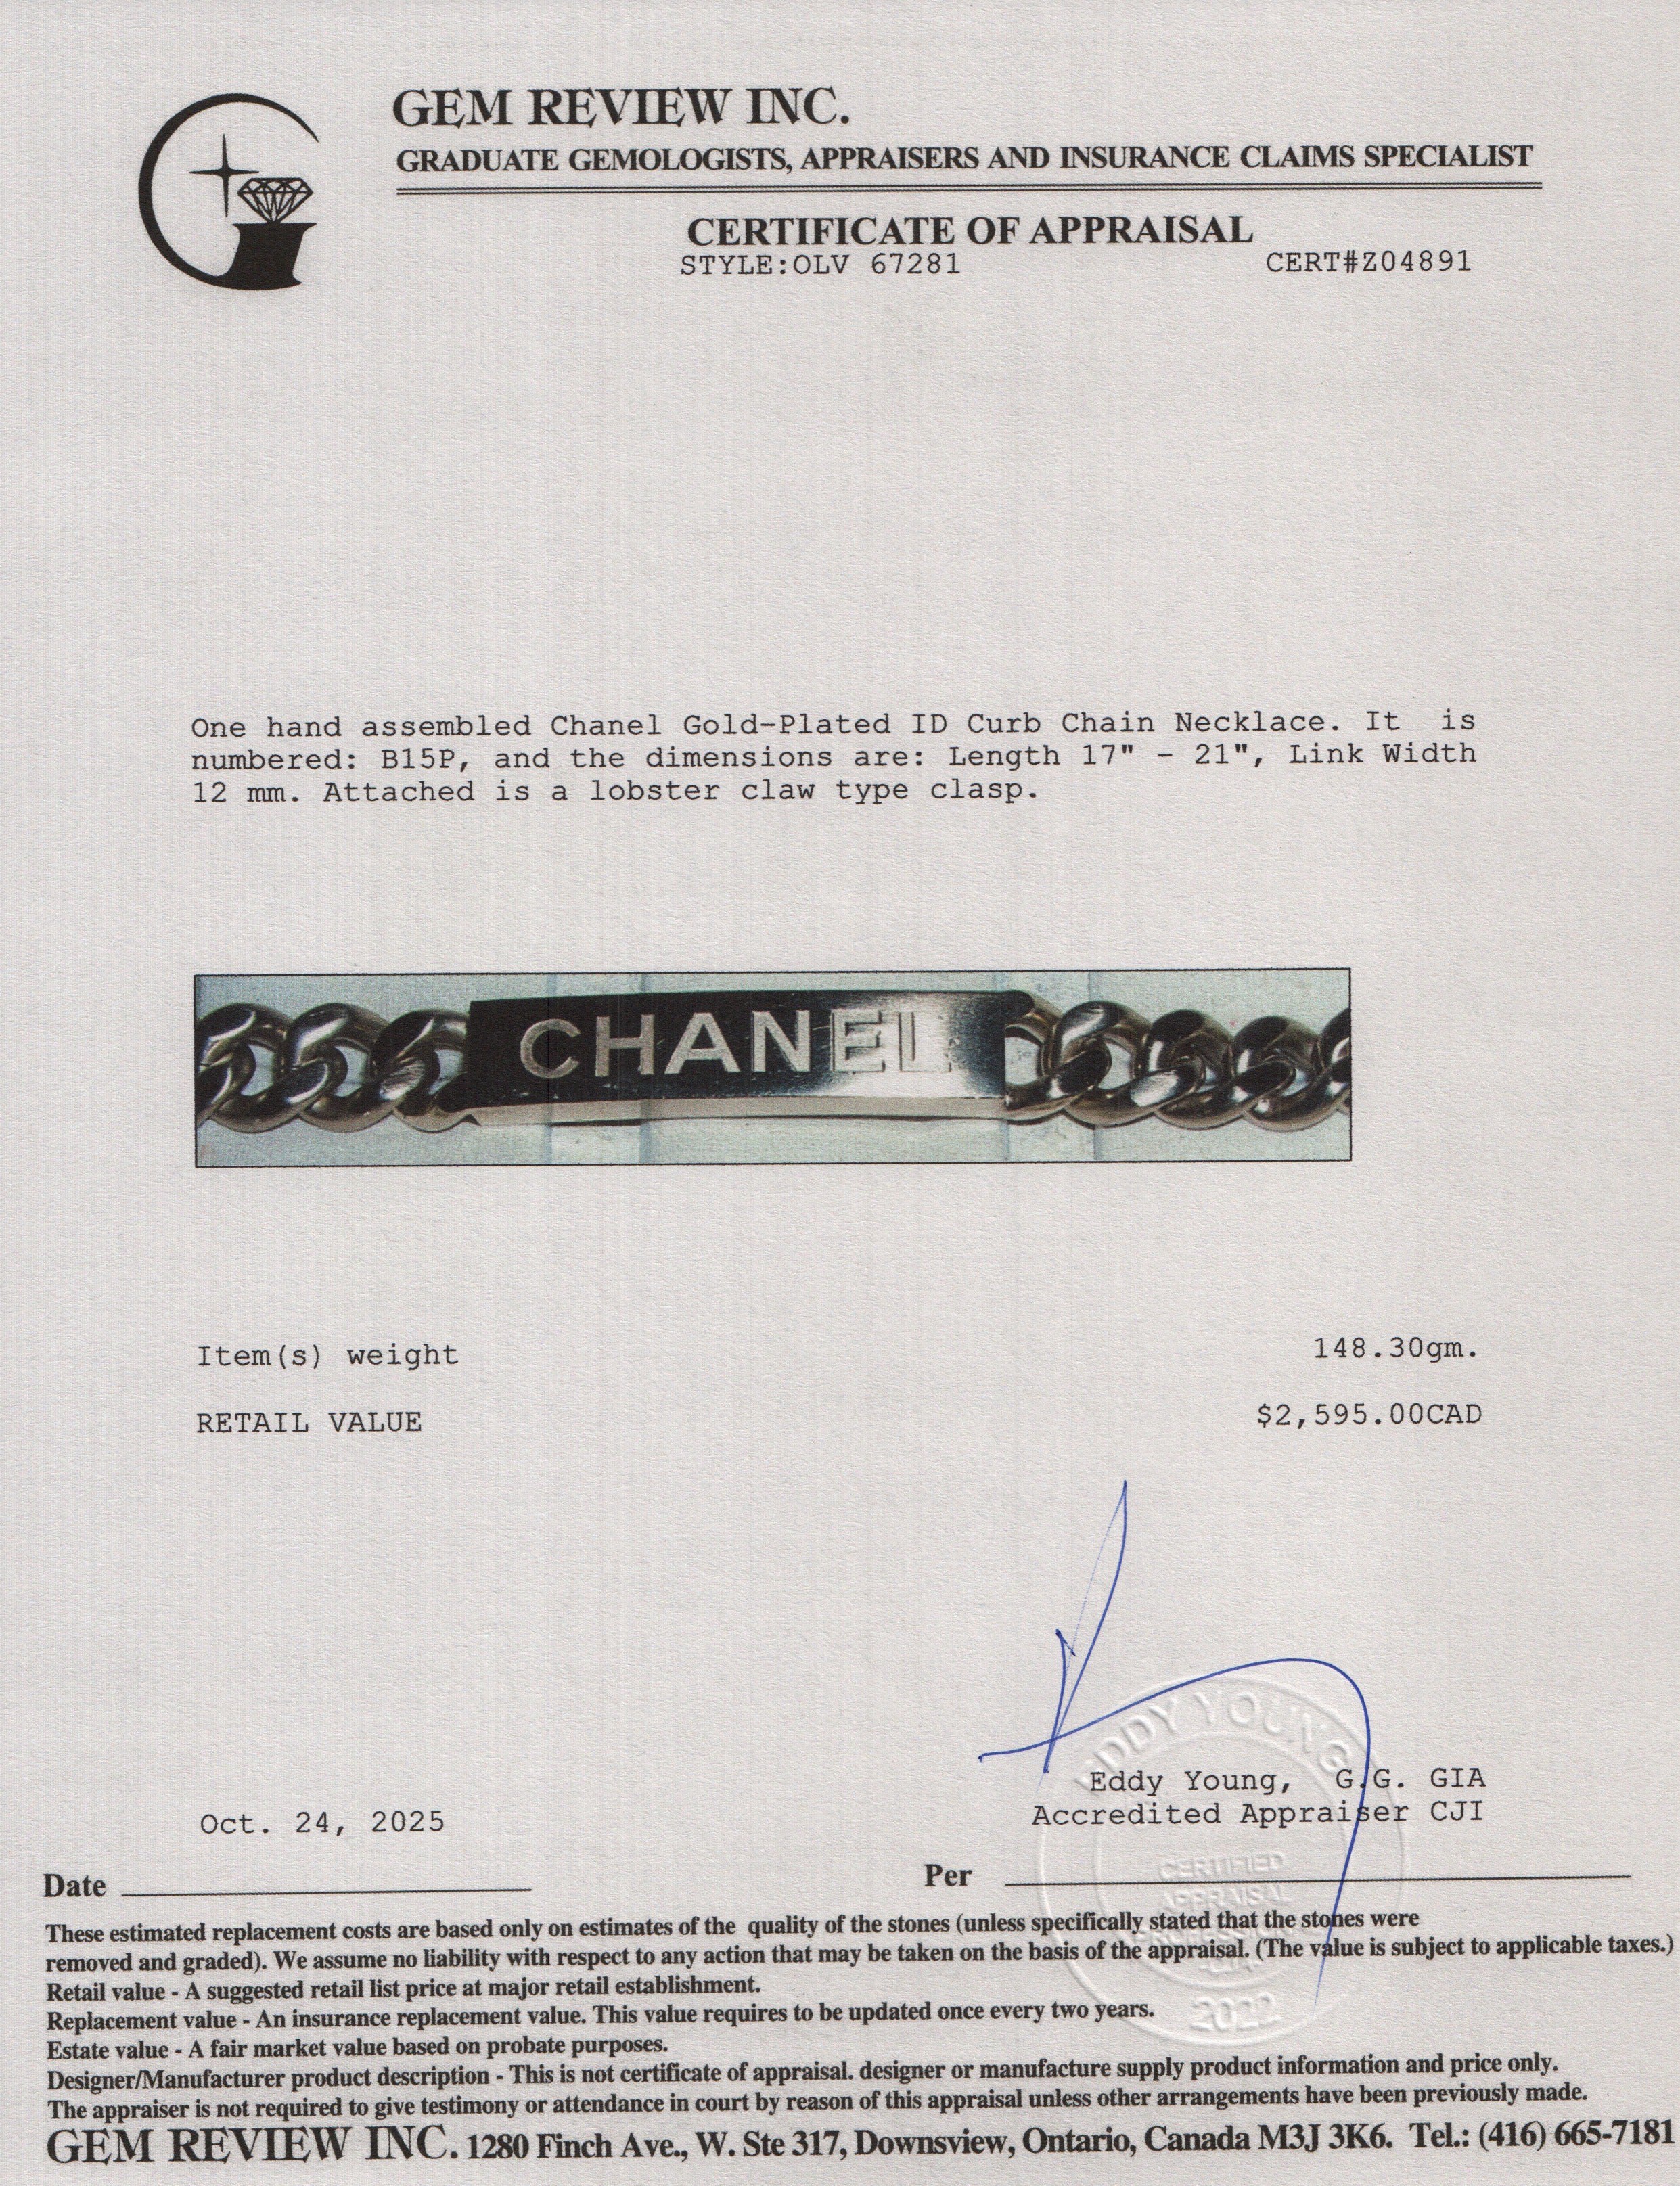 GEM REVIEW INC.
GRADUATE GEMOLOGISTS, APPRAISERS AND INSURANCE CLAIMS SPECIALIST
CERTIFICATE OF APPRAISAL
STYLE:OLV 67281
CERT#Z04891
One hand assembled Chanel Gold-Plated ID Curb Chain Necklace. It is
numbered: B15P, and the dimensions are: Length 17" - 21", Link Width
12 mm. Attached is a lobster claw type clasp.
CHANEL
Item(s) weight 148.30gm.
RETAIL VALUE $2,595.00CAD
EDDY YOUNG
Eddy Young, G.G. GIA
Oct. 24, 2025 Accredited Appraiser CJI
CERTIFIED
APPRAISAL
Date Per
These estimated replacement costs are based only on estimates of the quality of the stones (unless specifically stated that the stones were
removed and graded). We assume no liability with respect to any action that may be taken on the basis of the appraisal. (The value is subject to applicable taxes.)
Retail value - A suggested retail list price at major retail establishment.
Replacement value - An insurance replacement value. This value requires to be updated once every two years.
2022
Estate value - A fair market value based on probate purposes.
Designer/Manufacturer product description - This is not certificate of appraisal. designer or manufacture supply product information and price only.
The appraiser is not required to give testimony or attendance in court by reason of this appraisal unless other arrangements have been previously made.
GEM REVIEW INC. 1280 Finch Ave., W. Ste 317, Downsview, Ontario, Canada M3J 3K6. Tel.: (416) 665-7181